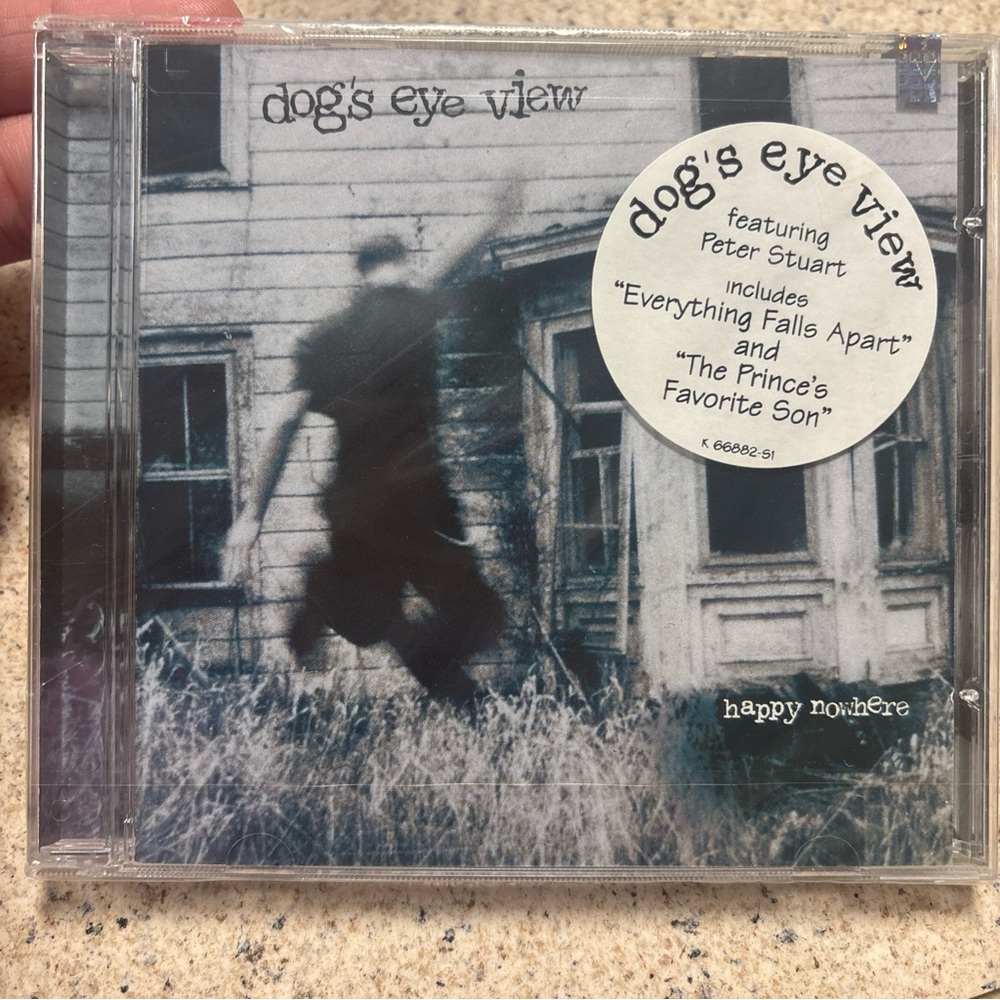 dog's eye view
dog's eye view
featuring
Peter Stuart
includes
"Everything Falls Apart"
and
"The Prince's
Favorite Son"
K 66882-S1
happy nowhere